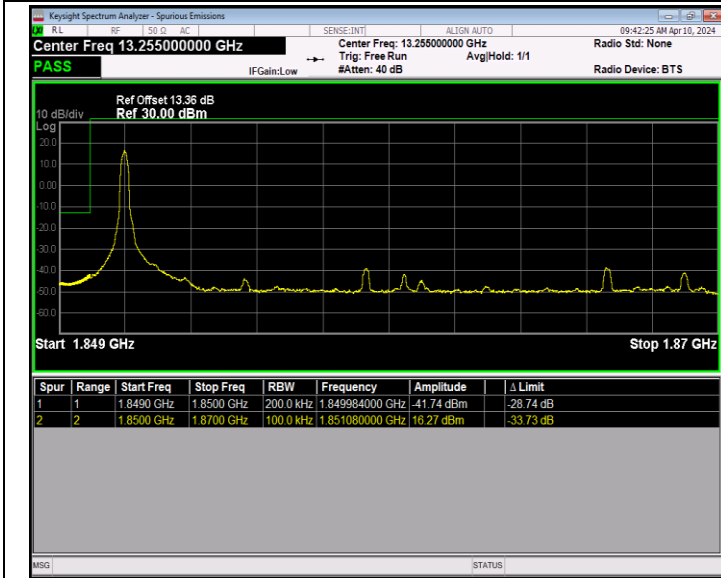 Keysight Spectrum Analyzer - Spurious Emissions
RL RF 50 Ω AC SENSE:INT ALIGN AUTO 09:42:25 AM Apr 10, 2024
Center Freq 13.255000000 GHz Center Freq: 13.255000000 GHz Radio Std: None
PASS Trig: Free Run Avg|Hold: 1/1
IFGain:Low #Atten: 40 dB Radio Device: BTS
Ref Offset 13.36 dB
10 dB/div Ref 30.00 dBm
Log
20.0
10.0
0.00
-10.0
-20.0
-30.0
-40.0
-50.0
-60.0
Start 1.849 GHz Stop 1.87 GHz
Spur Range Start Freq Stop Freq RBW Frequency Amplitude Δ Limit
1 1 1.8490 GHz 1.8500 GHz 200.0 kHz 1.849984000 GHz -41.74 dBm -28.74 dB
2 2 1.8500 GHz 1.8700 GHz 100.0 kHz 1.851080000 GHz 16.27 dBm -33.73 dB
MSG STATUS